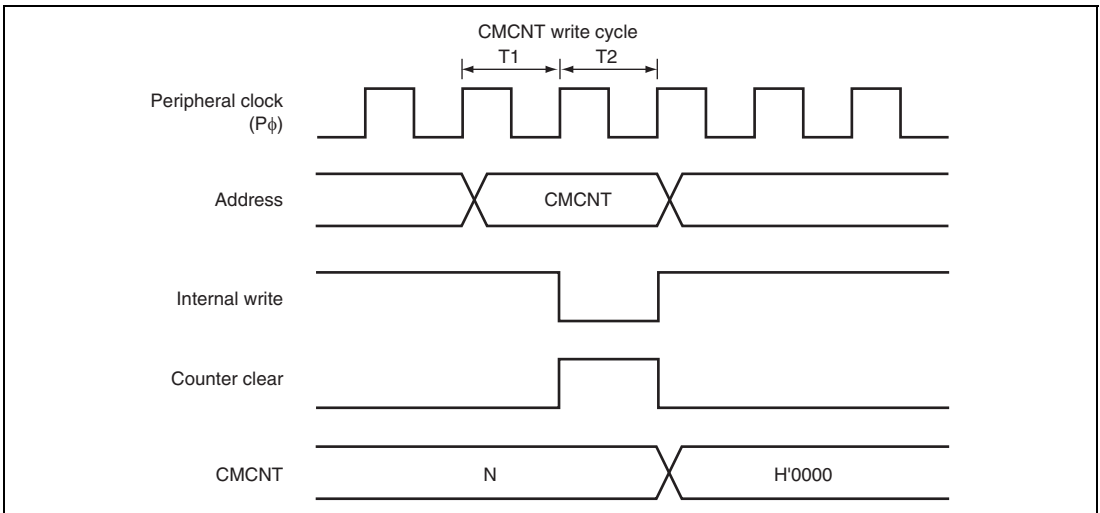 CMCNT write cycle
T1 T2
Peripheral clock
(Pϕ)
Address CMCNT
Internal write
Counter clear
CMCNT N H'0000